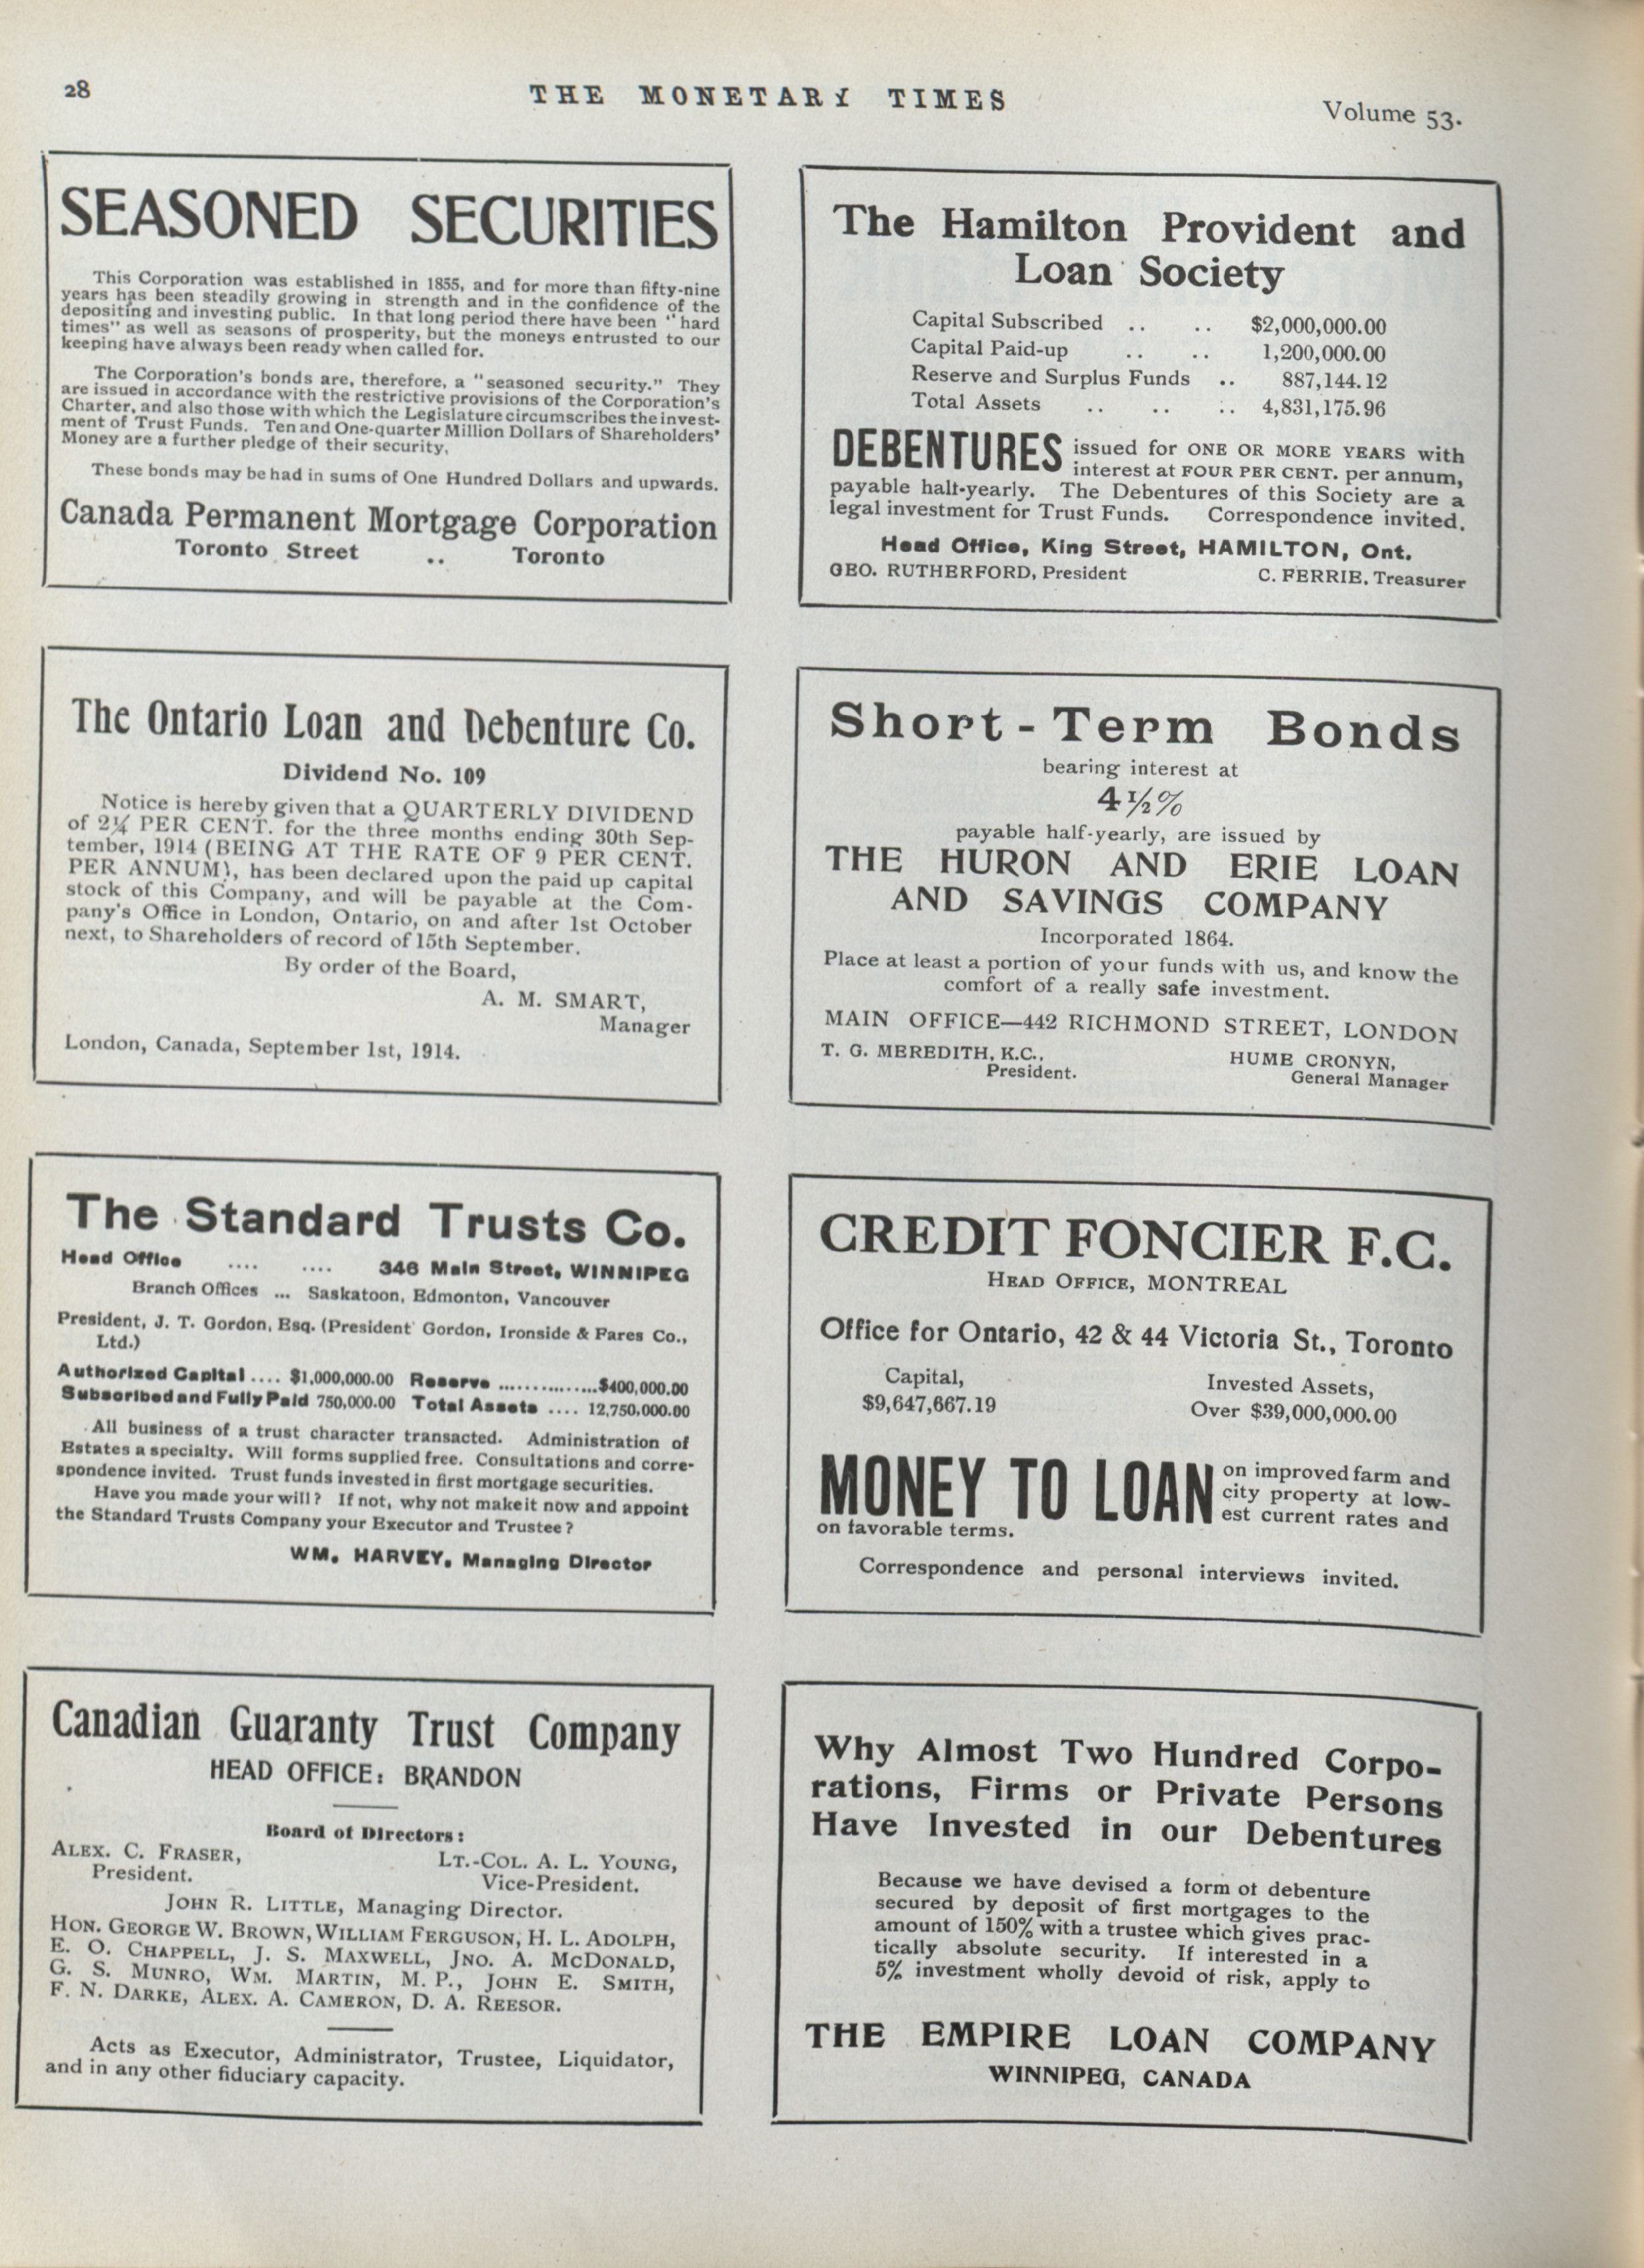 28
THE MONETARY TIMES
Volume 53.
SEASONED SECURITIES
This Corporation was established in 1855, and for more than fifty-nine
years has been steadily growing in strength and in the confidence of the
depositing and investing public. In that long period there have been "hard
times" as well as seasons of prosperity, but the moneys entrusted to our
keeping have always been ready when called for.
The Corporation's bonds are, therefore, a "seasoned security." They
are issued in accordance with the restrictive provisions of the Corporation's
Charter, and also those with which the Legislature circumscribes the invest-
ment of Trust Funds. Ten and One-quarter Million Dollars of Shareholders'
Money are a further pledge of their security.
These bonds may be had in sums of One Hundred Dollars and upwards.
Canada Permanent Mortgage Corporation
Toronto Street .. Toronto
The Hamilton Provident and
Loan Society
Capital Subscribed .. .. $2,000,000.00
Capital Paid-up .. .. 1,200,000.00
Reserve and Surplus Funds .. 887,144.12
Total Assets .. .. .. 4,831,175.96
DEBENTURES issued for ONE OR MORE YEARS with
interest at FOUR PER CENT. per annum,
payable half-yearly. The Debentures of this Society are a
legal investment for Trust Funds. Correspondence invited.
Head Office, King Street, HAMILTON, Ont.
GEO. RUTHERFORD, President C. FERRIE, Treasurer
The Ontario Loan and Debenture Co.
Dividend No. 109
Notice is hereby given that a QUARTERLY DIVIDEND
of 2¼ PER CENT. for the three months ending 30th Sep-
tember, 1914 (BEING AT THE RATE OF 9 PER CENT.
PER ANNUM), has been declared upon the paid up capital
stock of this Company, and will be payable at the Com-
pany's Office in London, Ontario, on and after 1st October
next, to Shareholders of record of 15th September.
By order of the Board,
A. M. SMART,
Manager
London, Canada, September 1st, 1914.
Short-Term Bonds
bearing interest at
4½%
payable half-yearly, are issued by
THE HURON AND ERIE LOAN
AND SAVINGS COMPANY
Incorporated 1864.
Place at least a portion of your funds with us, and know the
comfort of a really safe investment.
MAIN OFFICE—442 RICHMOND STREET, LONDON
T. G. MEREDITH, K.C., HUME CRONYN,
President. General Manager
The Standard Trusts Co.
Head Office .... .... 346 Main Street, WINNIPEG
Branch Offices ... Saskatoon, Edmonton, Vancouver
President, J. T. Gordon, Esq. (President Gordon, Ironside & Fares Co.,
Ltd.)
Authorized Capital .... $1,000,000.00 Reserve ................$400,000.00
Subscribed and Fully Paid 750,000.00 Total Assets .... 12,750,000.00
All business of a trust character transacted. Administration of
Estates a specialty. Will forms supplied free. Consultations and corre-
spondence invited. Trust funds invested in first mortgage securities.
Have you made your will? If not, why not make it now and appoint
the Standard Trusts Company your Executor and Trustee?
WM. HARVEY, Managing Director
CREDIT FONCIER F.C.
HEAD OFFICE, MONTREAL
Office for Ontario, 42 & 44 Victoria St., Toronto
Capital, Invested Assets,
$9,647,667.19 Over $39,000,000.00
MONEY TO LOAN on improved farm and
city property at low-
est current rates and
on favorable terms.
Correspondence and personal interviews invited.
Canadian Guaranty Trust Company
HEAD OFFICE: BRANDON
Board of Directors:
ALEX. C. FRASER, LT.-COL. A. L. YOUNG,
President. Vice-President.
JOHN R. LITTLE, Managing Director.
HON. GEORGE W. BROWN, WILLIAM FERGUSON, H. L. ADOLPH,
E. O. CHAPPELL, J. S. MAXWELL, JNO. A. MCDONALD,
G. S. MUNRO, WM. MARTIN, M. P., JOHN E. SMITH,
F. N. DARKE, ALEX. A. CAMERON, D. A. REESOR.
Acts as Executor, Administrator, Trustee, Liquidator,
and in any other fiduciary capacity.
Why Almost Two Hundred Corpo-
rations, Firms or Private Persons
Have Invested in our Debentures
Because we have devised a form of debenture
secured by deposit of first mortgages to the
amount of 150% with a trustee which gives prac-
tically absolute security. If interested in a
5% investment wholly devoid of risk, apply to
THE EMPIRE LOAN COMPANY
WINNIPEG, CANADA